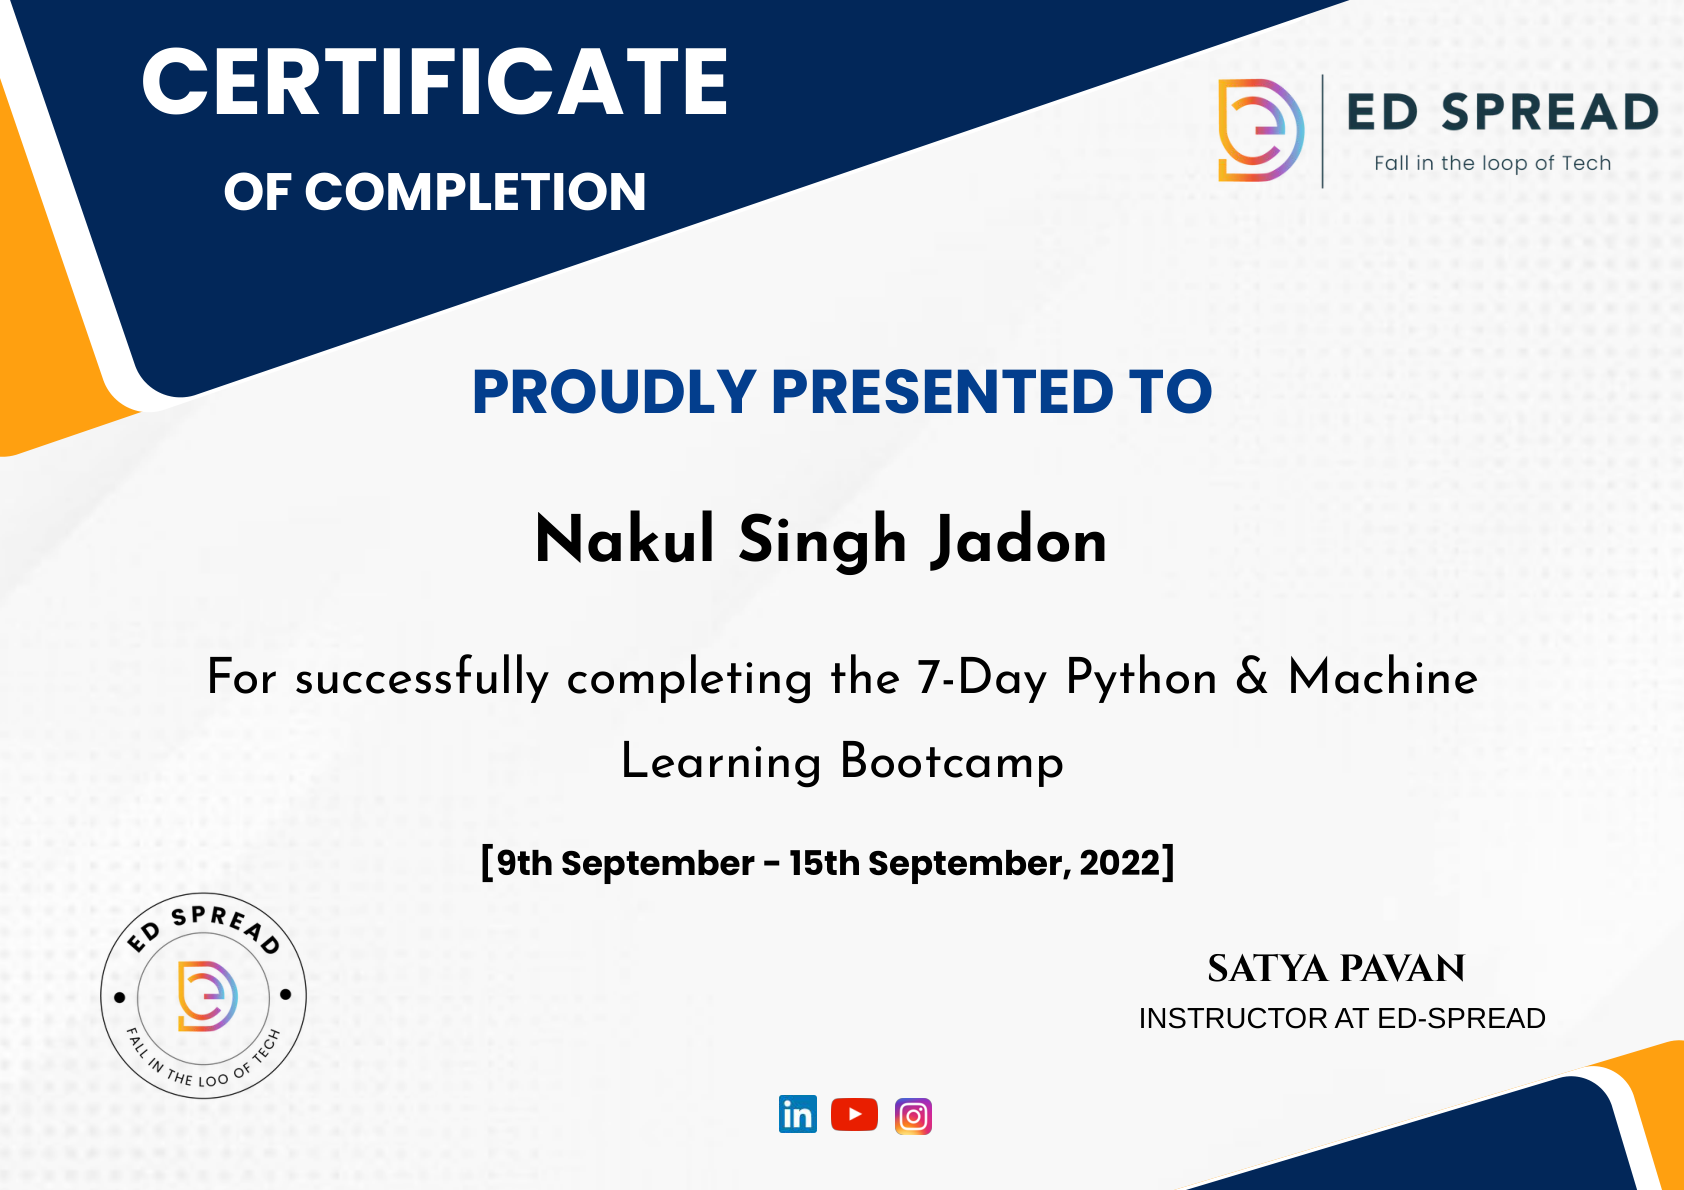 CERTIFICATE
OF COMPLETION
ED SPREAD
Fall in the loop of Tech
PROUDLY PRESENTED TO
Nakul Singh Jadon
For successfully completing the 7-Day Python & Machine
Learning Bootcamp
[9th September - 15th September, 2022]
ED SPREAD
FALL IN THE LOO OF TECH
SATYA PAVAN
INSTRUCTOR AT ED-SPREAD
in